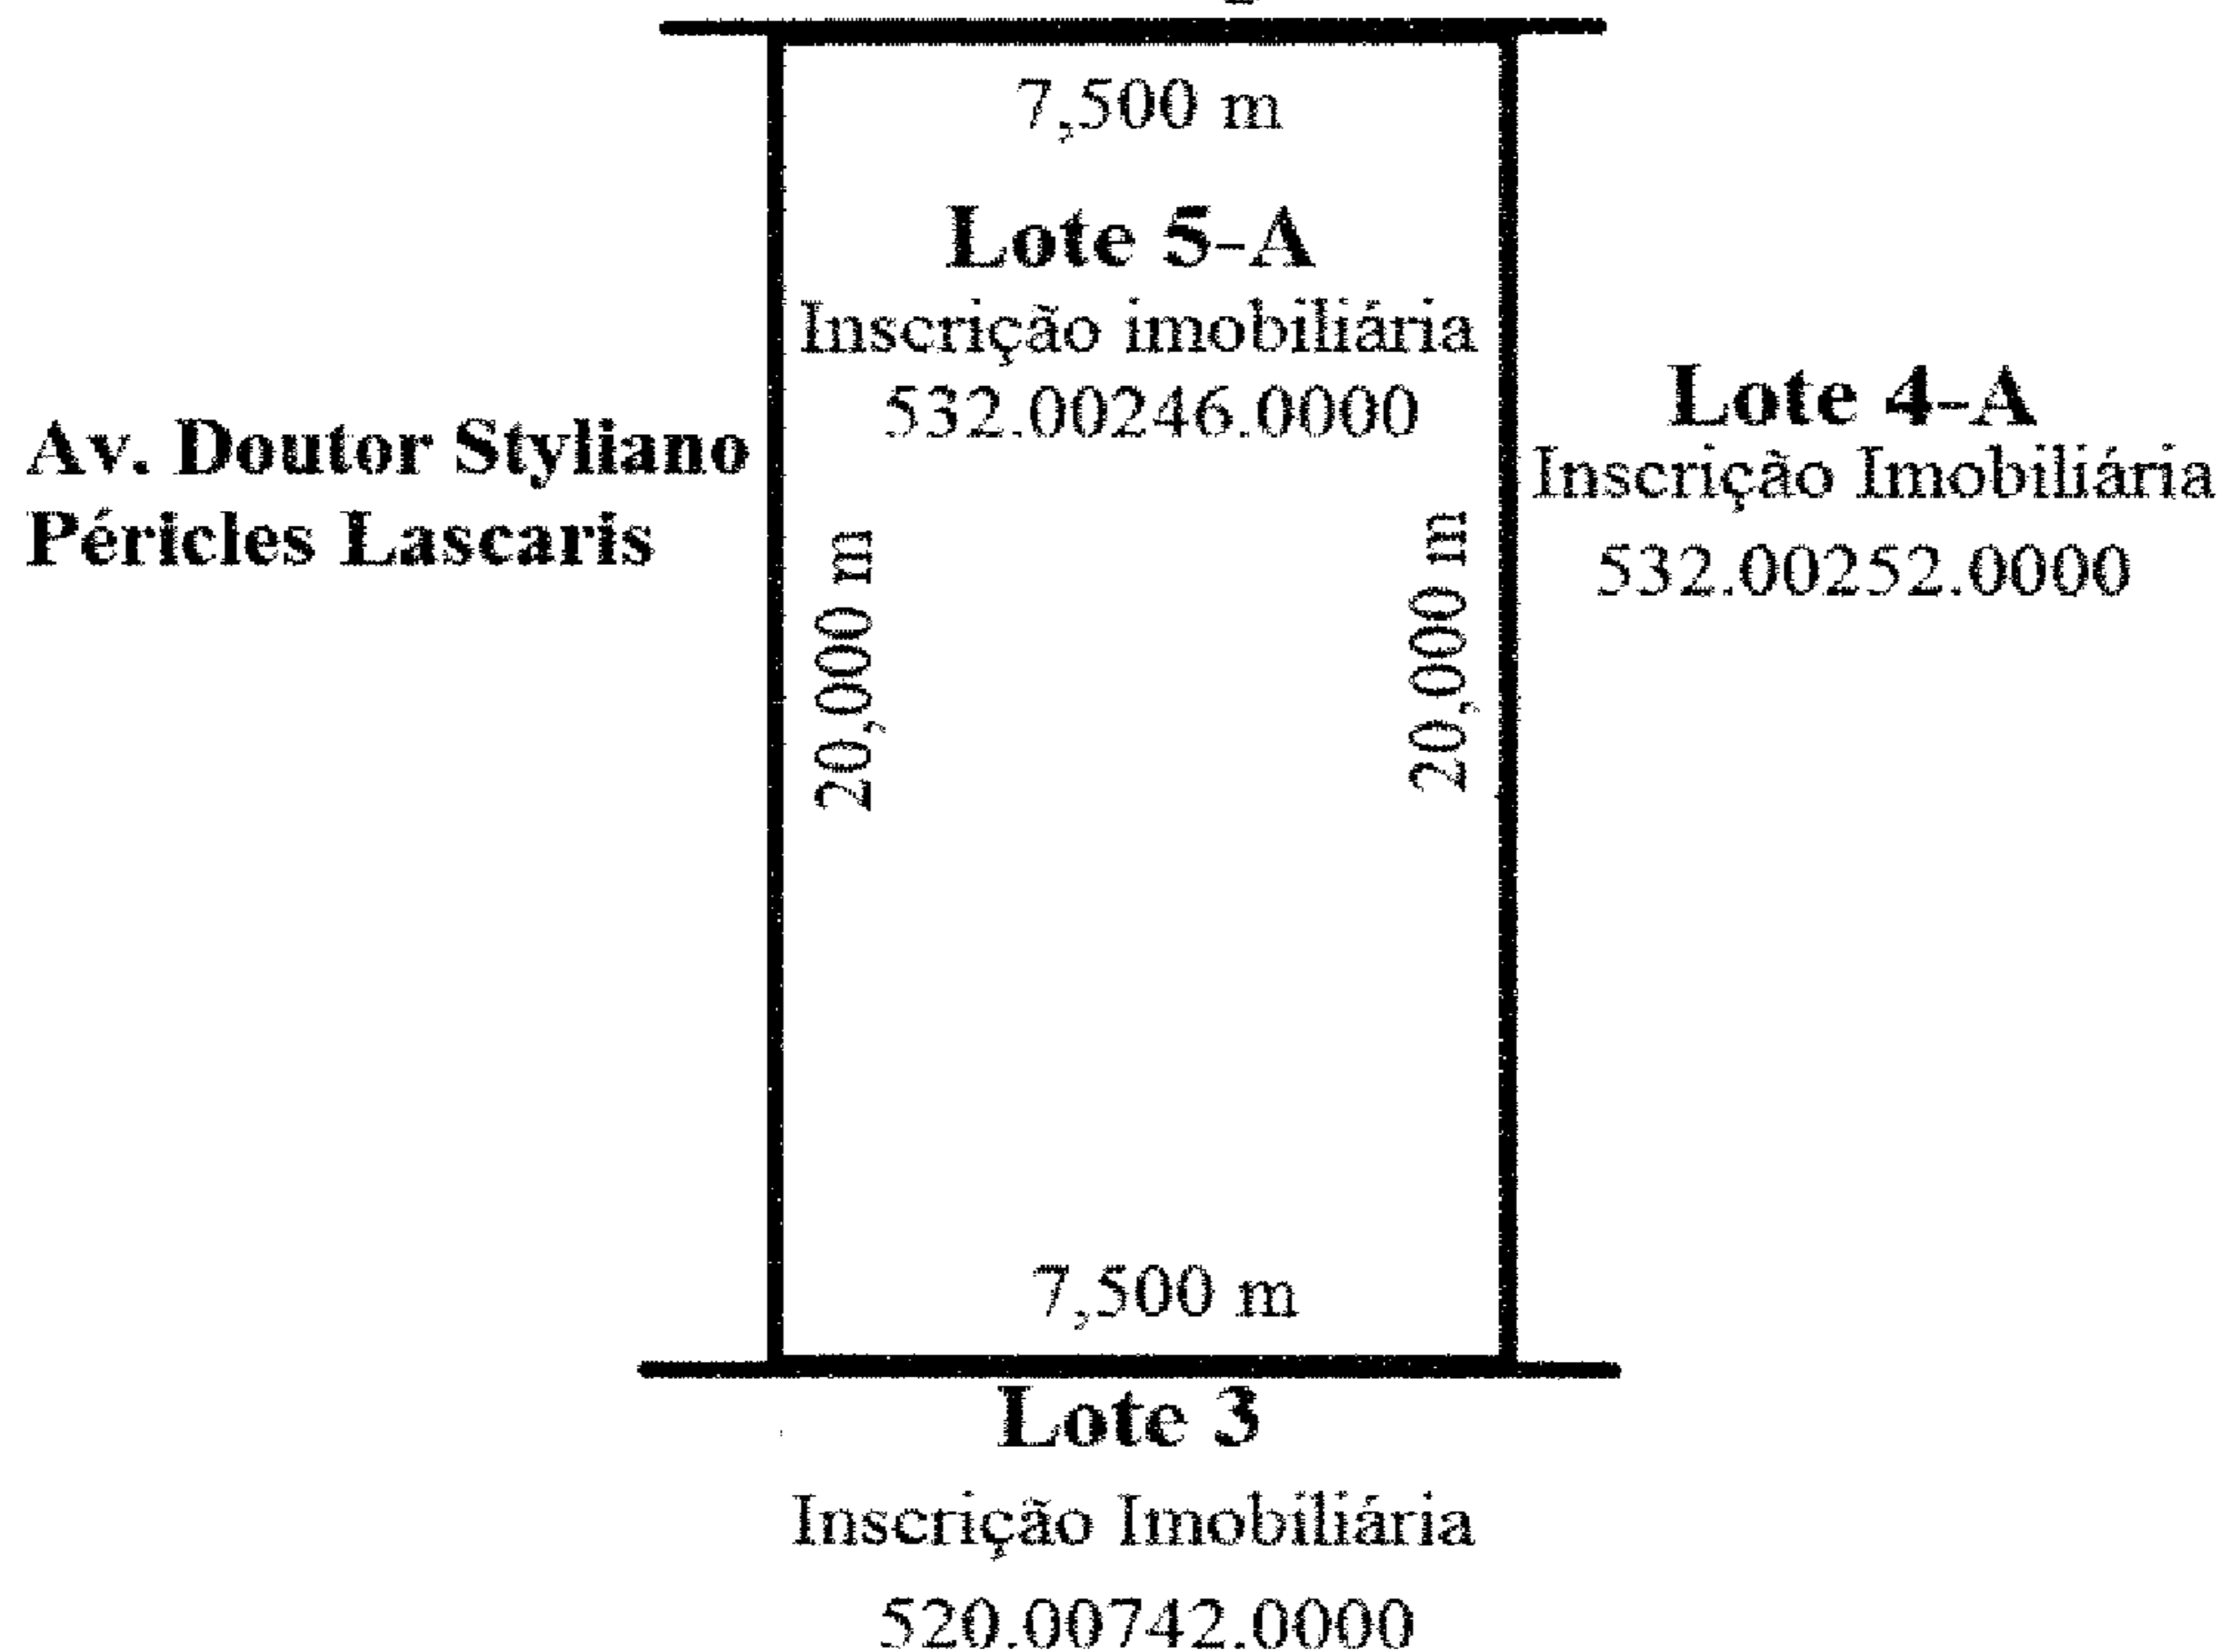 7,500 m
Lote 5-A
Inscrição imobiliária
532.00246.0000
Av. Doutor Styliano
Péricles Lascaris
Lote 4-A
Inscrição Imobiliária
532.00252.0000
20,000 m
20,000 m
7,500 m
Lote 3
Inscrição Imobiliária
520.00742.0000